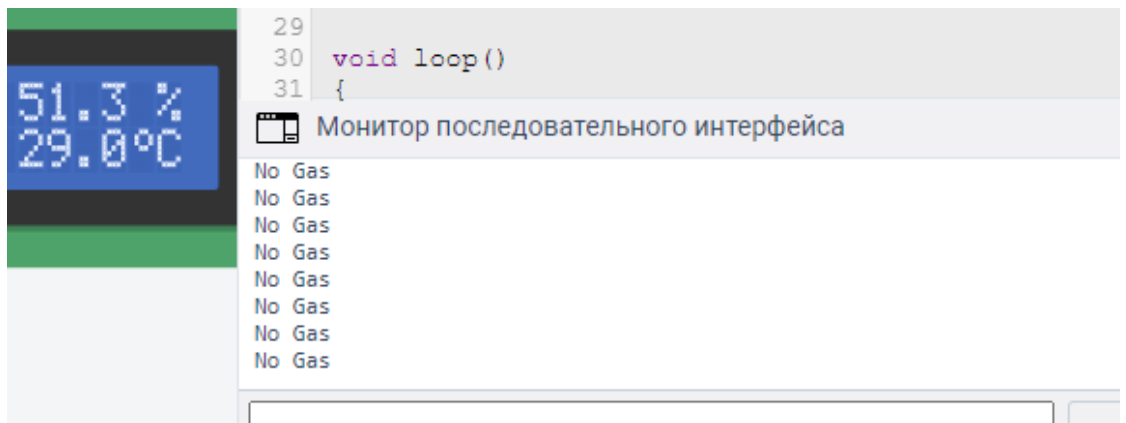 51.3 %
29.0°C
29
30 void loop()
31 {
Монитор последовательного интерфейса
No Gas
No Gas
No Gas
No Gas
No Gas
No Gas
No Gas
No Gas